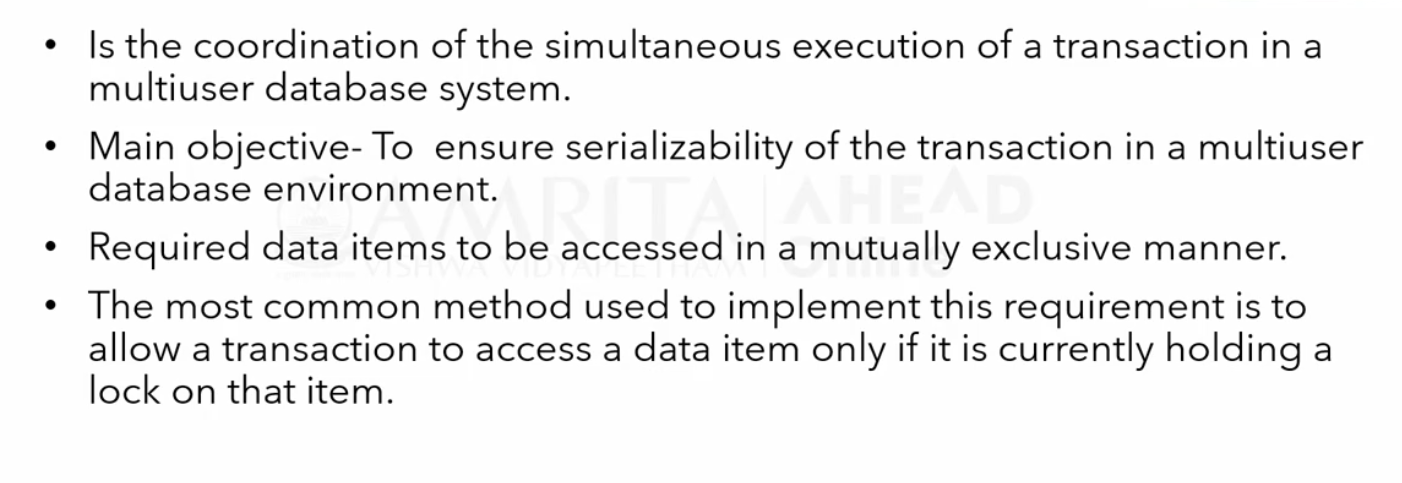 • Is the coordination of the simultaneous execution of a transaction in a
multiuser database system.
• Main objective- To  ensure serializability of the transaction in a multiuser
database environment.
• Required data items to be accessed in a mutually exclusive manner.
• The most common method used to implement this requirement is to
allow a transaction to access a data item only if it is currently holding a
lock on that item.
AMRITA AHEAD
VISHWA VIDYAPEETHAM Online